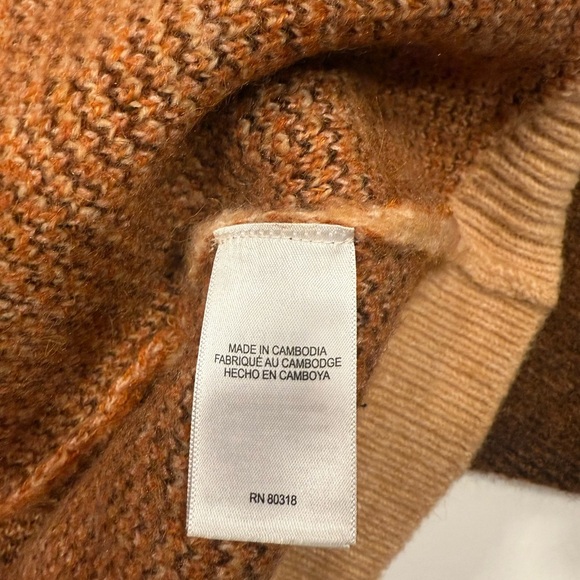 MADE IN CAMBODIA
FABRIQUÉ AU CAMBODGE
HECHO EN CAMBOYA
RN 80318